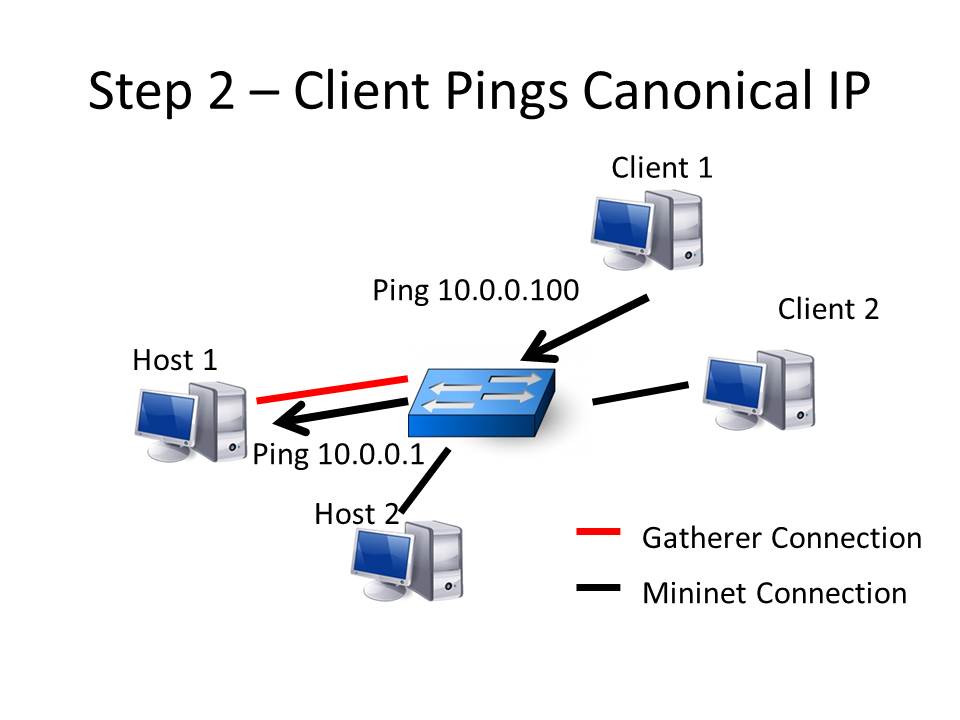 Step 2 – Client Pings Canonical IP
Client 1
Ping 10.0.0.100
Client 2
Host 1
Ping 10.0.0.1
Host 2
Gatherer Connection
Mininet Connection